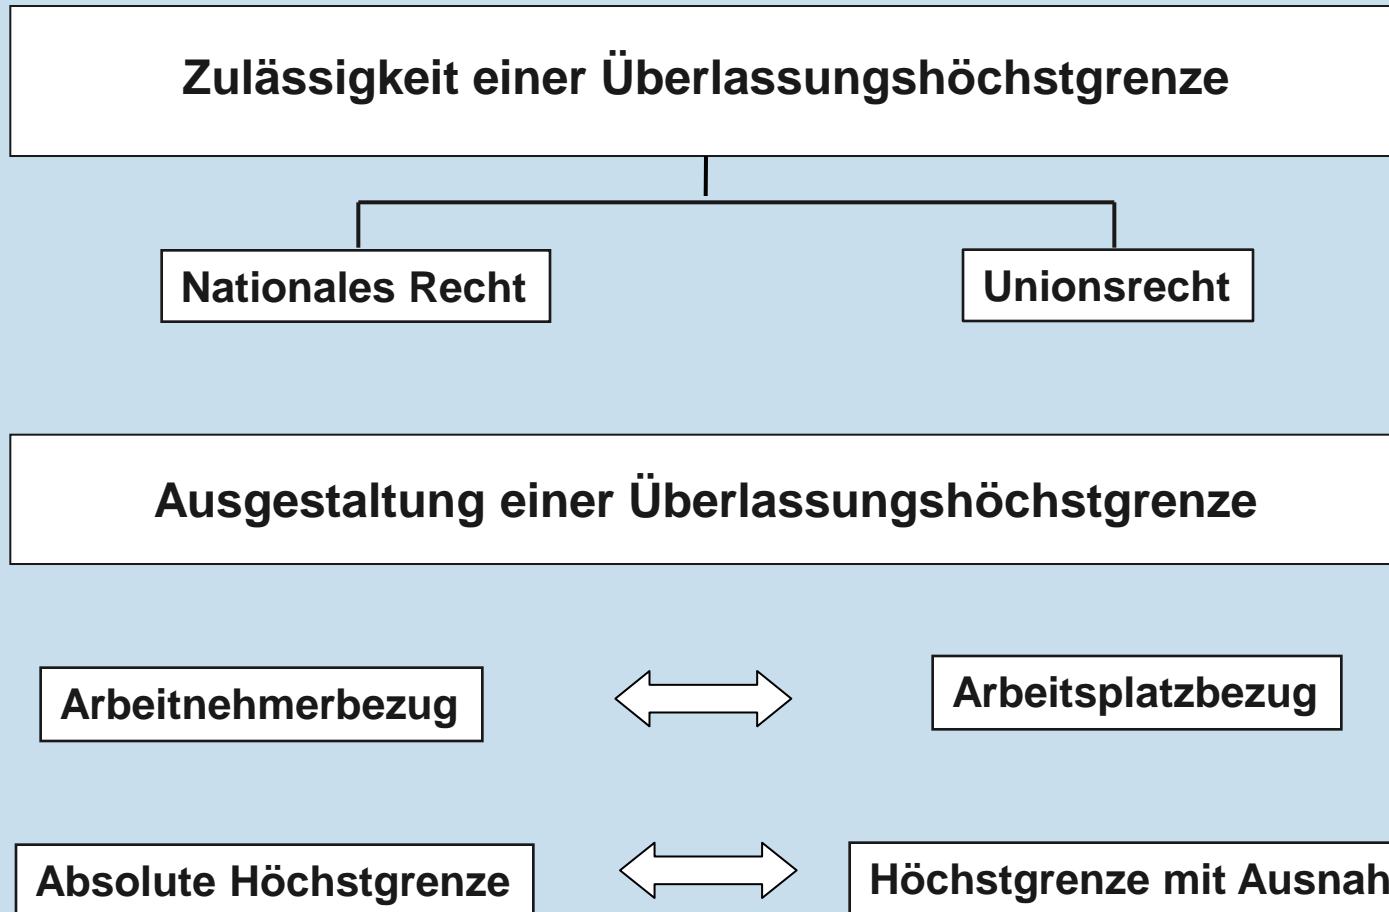 Zulässigkeit einer Überlassungshöchstgrenze
Nationales Recht
Unionsrecht
Ausgestaltung einer Überlassungshöchstgrenze
Arbeitnehmerbezug
Arbeitsplatzbezug
Absolute Höchstgrenze
Höchstgrenze mit Ausnah